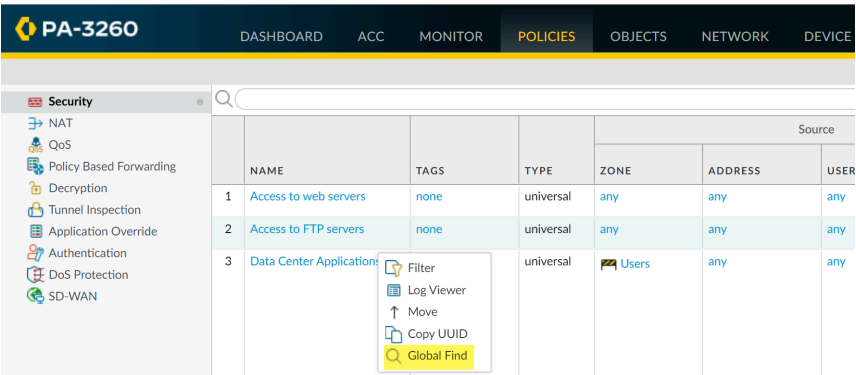 PA-3260
DASHBOARD ACC MONITOR POLICIES OBJECTS NETWORK DEVICE
Security
NAT
QoS
Policy Based Forwarding
Decryption
Tunnel Inspection
Application Override
Authentication
DoS Protection
SD-WAN
Source
NAME TAGS TYPE ZONE ADDRESS USER
1 Access to web servers none universal any any any
2 Access to FTP servers none universal any any any
3 Data Center Applications universal Users any any
Filter
Log Viewer
Move
Copy UUID
Global Find